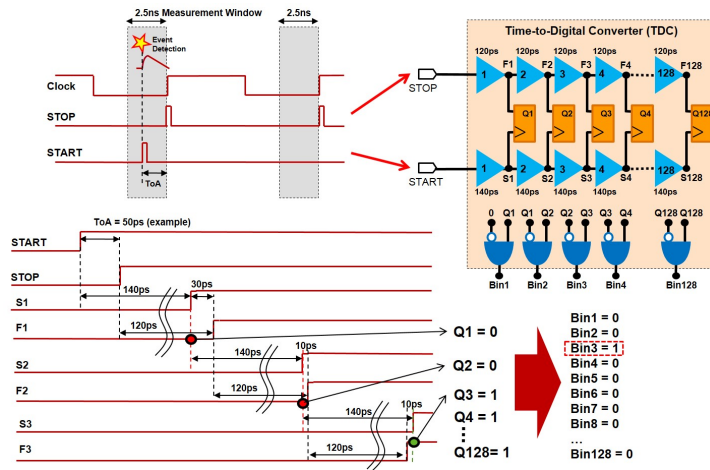 2.5ns Measurement Window
2.5ns
Event
Detection
Clock
STOP
START
ToA
STOP
START
Time-to-Digital Converter (TDC)
120ps F1 120ps F2 120ps F3 120ps F4 120ps F128
1 2 3 4 128
Q1 Q2 Q3 Q4 Q128
1 2 3 4 128
140ps S1 140ps S2 140ps S3 140ps S4 140ps S128
0 Q1 Q1 Q2 Q2 Q3 Q3 Q4 Q128 Q128
Bin1 Bin2 Bin3 Bin4 Bin128
ToA = 50ps (example)
START
STOP
140ps 30ps
S1
120ps
F1
10ps
140ps
S2
120ps
F2
10ps
140ps
S3
120ps
F3
Q1 = 0
Q2 = 0
Q3 = 1
Q4 = 1
Q128= 1
Bin1 = 0
Bin2 = 0
Bin3 = 1
Bin4 = 0
Bin5 = 0
Bin6 = 0
Bin7 = 0
Bin8 = 0
...
Bin128 = 0